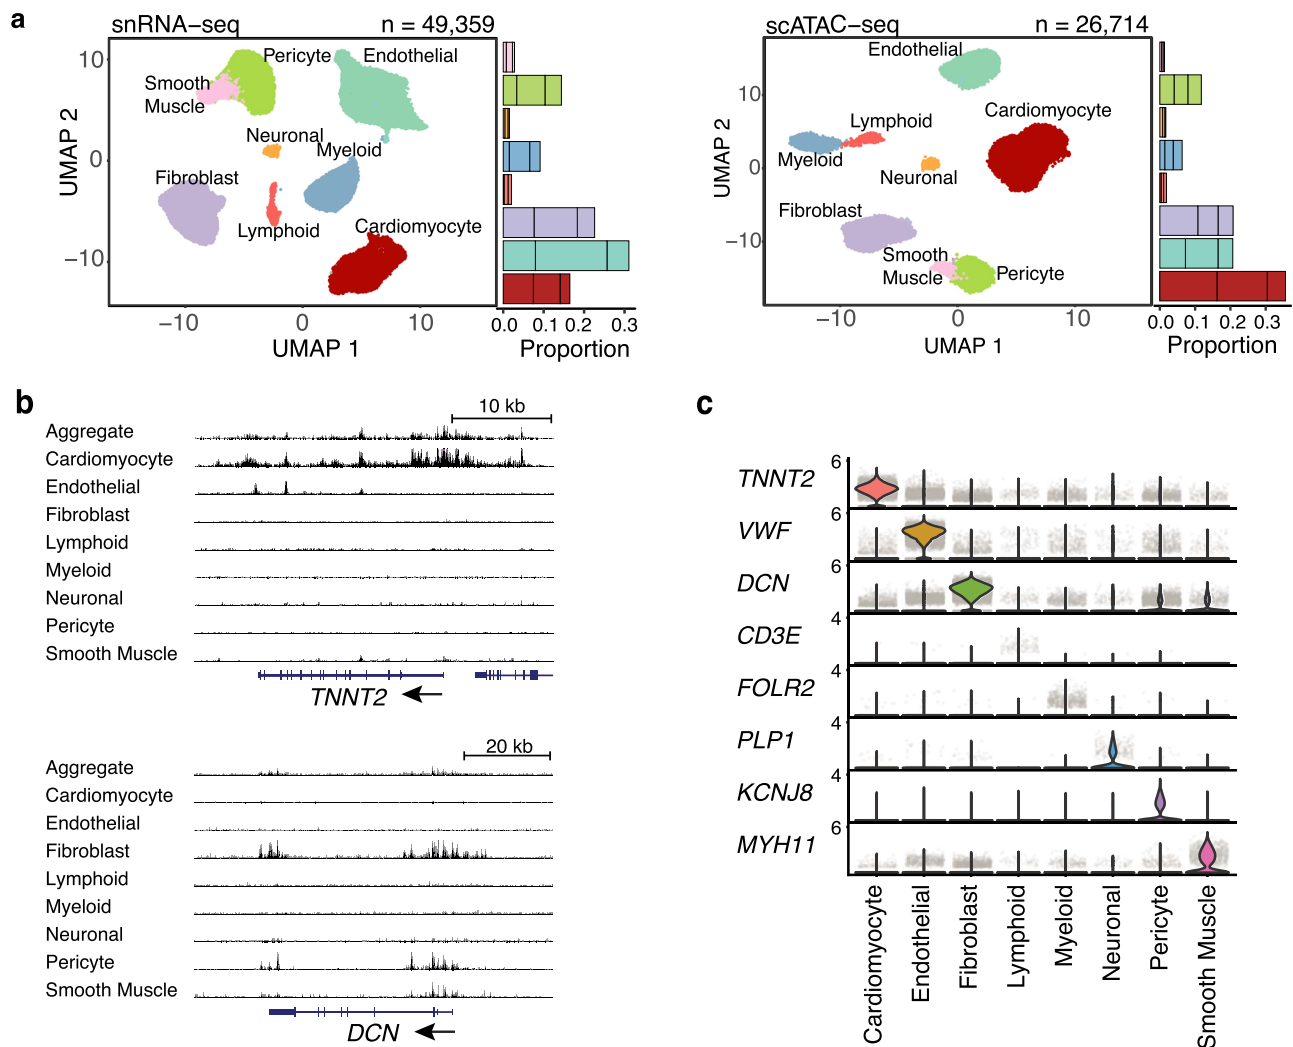 a
snRNA−seq n = 49,359
10
0
−10
UMAP 2
Pericyte
Endothelial
Smooth
Muscle
Neuronal
Myeloid
Fibroblast
Lymphoid
Cardiomyocyte
−10 0 10
UMAP 1
0.0 0.1 0.2 0.3
Proportion
scATAC−seq n = 26,714
10
0
−10
UMAP 2
Endothelial
Cardiomyocyte
Lymphoid
Myeloid
Neuronal
Fibroblast
Smooth
Muscle
Pericyte
−10 0 10
UMAP 1
0.0 0.1 0.2 0.3
Proportion
b
10 kb
Aggregate
Cardiomyocyte
Endothelial
Fibroblast
Lymphoid
Myeloid
Neuronal
Pericyte
Smooth Muscle
TNNT2
20 kb
Aggregate
Cardiomyocyte
Endothelial
Fibroblast
Lymphoid
Myeloid
Neuronal
Pericyte
Smooth Muscle
DCN
c
6
TNNT2
6
VWF
6
DCN
4
CD3E
4
FOLR2
4
PLP1
4
KCNJ8
6
MYH11
Cardiomyocyte
Endothelial
Fibroblast
Lymphoid
Myeloid
Neuronal
Pericyte
Smooth Muscle